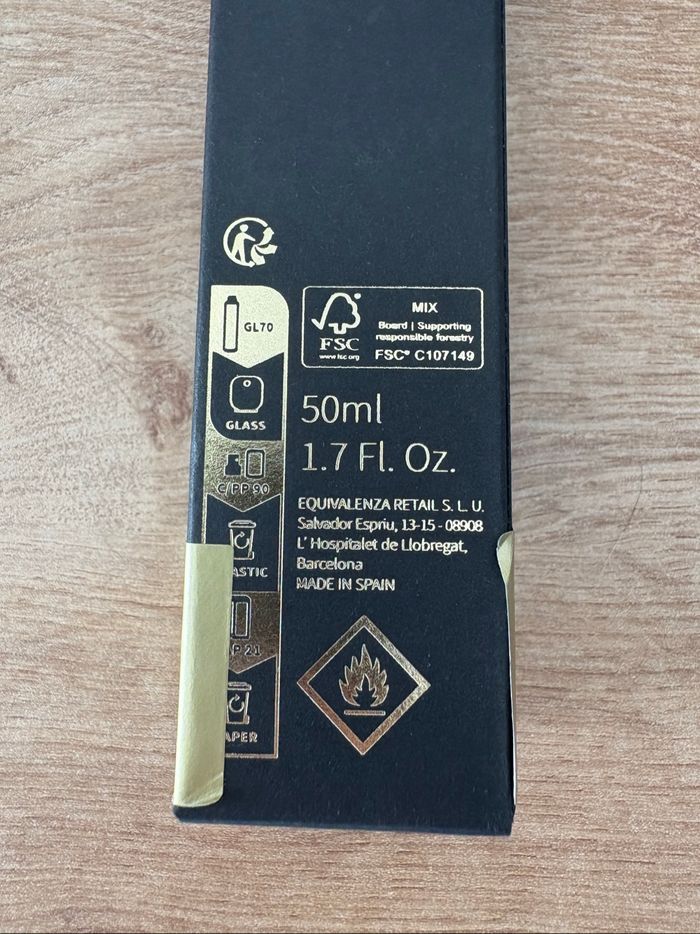 GL70
GLASS
C/PP 90
ASTIC
P 21
APER
FSC
www.fsc.org
MIX
Board | Supporting
responsible forestry
FSC® C107149
50ml
1.7 Fl. Oz.
EQUIVALENZA RETAIL S. L. U.
Salvador Espriu, 13-15 - 08908
L' Hospitalet de Llobregat,
Barcelona
MADE IN SPAIN